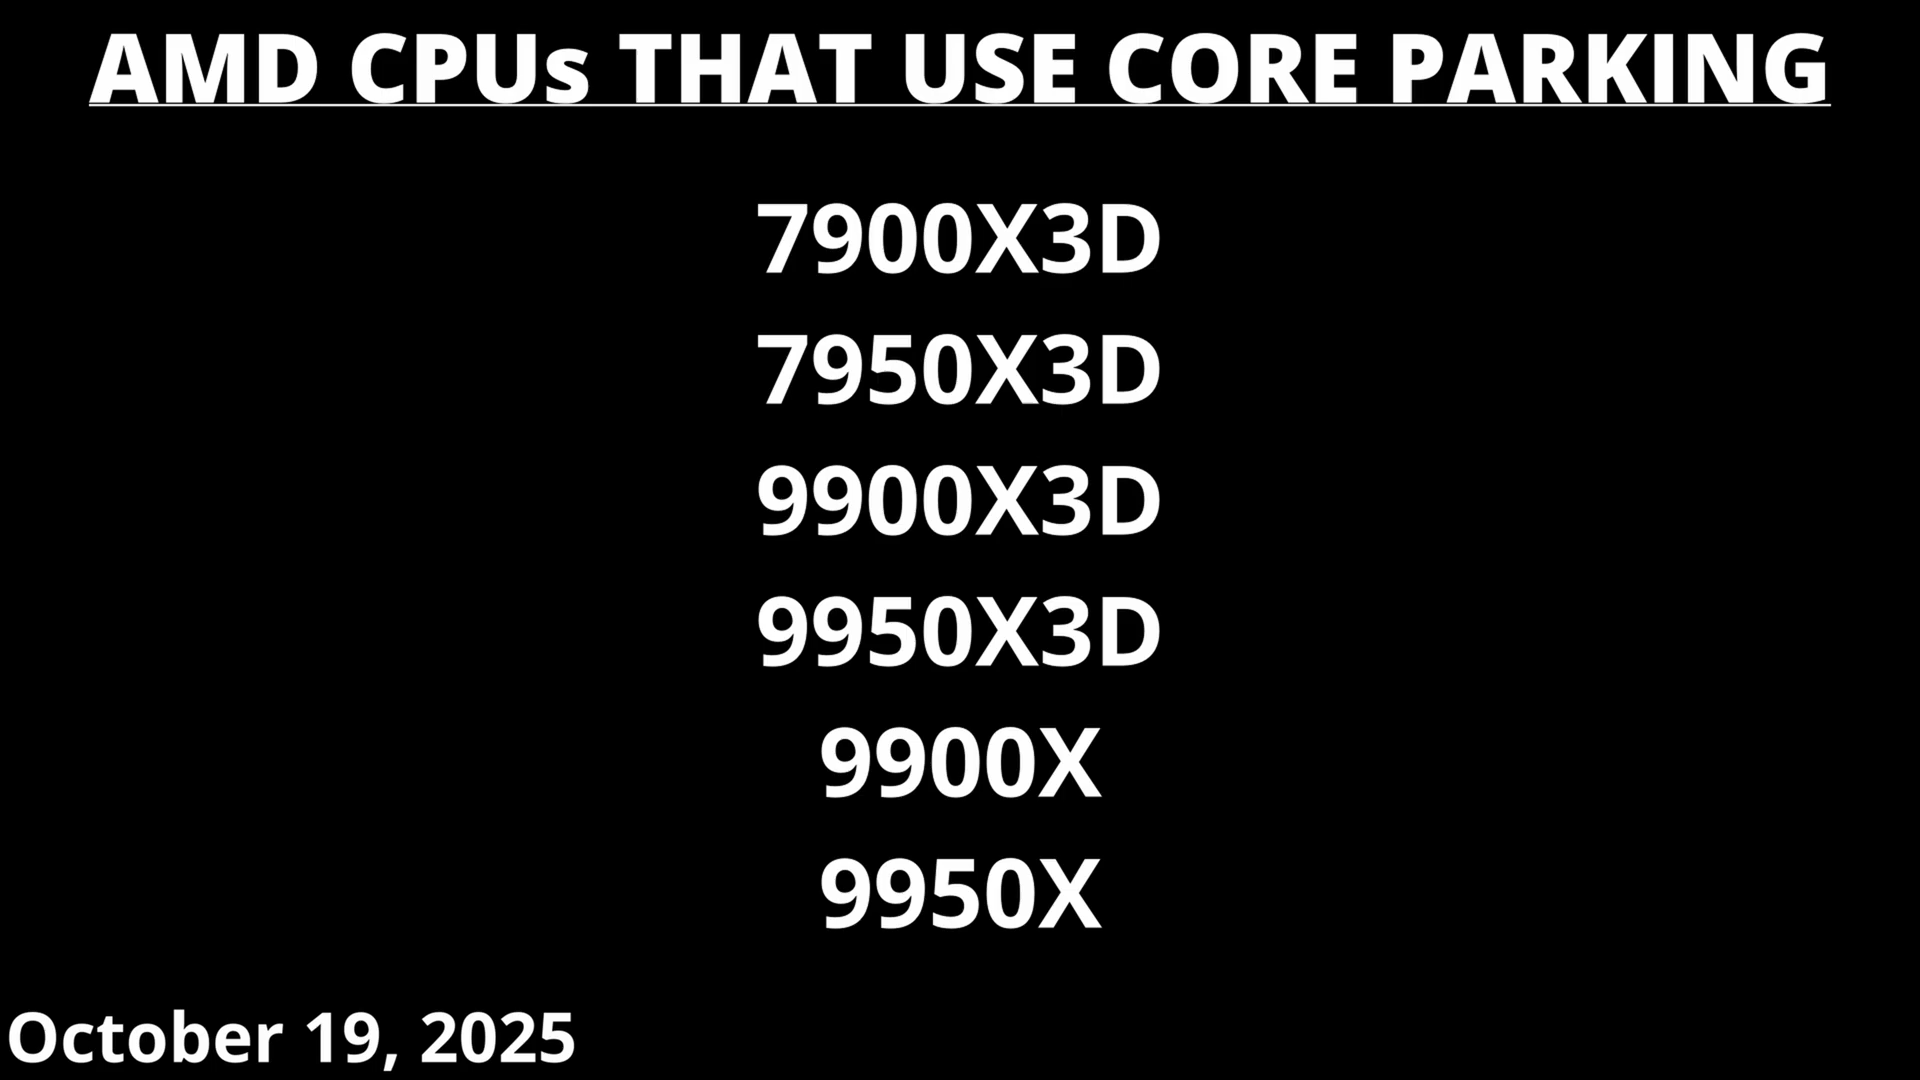 AMD CPUs THAT USE CORE PARKING
7900X3D
7950X3D
9900X3D
9950X3D
9900X
9950X
October 19, 2025